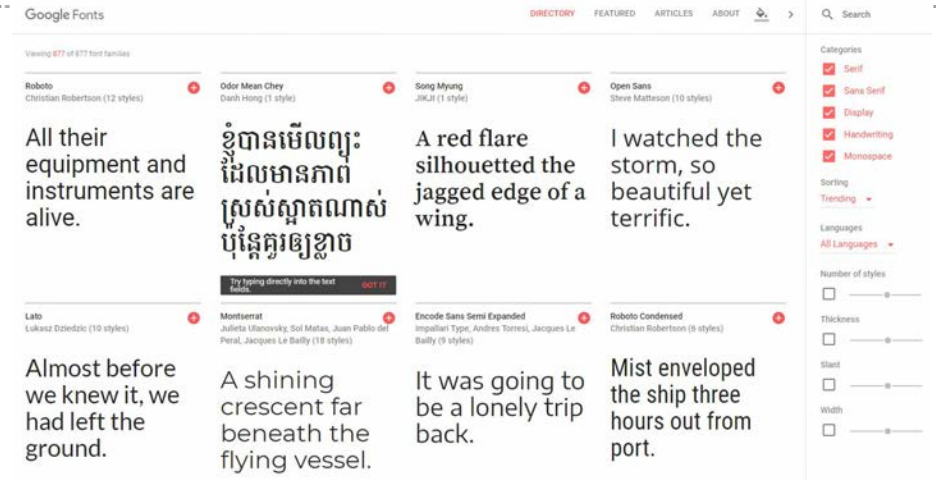 Google Fonts
DIRECTORY
FEATURED
ARTICLES
ABOUT
Search
Viewing 877 of 877 font families
Roboto
Christian Robertson (12 styles)
All their
equipment and
instruments are
alive.
Odor Mean Chey
Danh Hong (1 style)
ខ្ញុំបានមើលព្យុះ
ដែលមានភាព
ស្រស់ស្អាតណាស់
ប៉ុន្តែគួរឲ្យខ្លាច
Try typing directly into the text
fields.
GOT IT
Song Myung
JIKJI (1 style)
A red flare
silhouetted the
jagged edge of a
wing.
Open Sans
Steve Matteson (10 styles)
I watched the
storm, so
beautiful yet
terrific.
Lato
Łukasz Dziedzic (10 styles)
Almost before
we knew it, we
had left the
ground.
Montserrat
Julieta Ulanovsky, Sol Matas, Juan Pablo del
Peral, Jacques Le Bailly (18 styles)
A shining
crescent far
beneath the
flying vessel.
Encode Sans Semi Expanded
Impallari Type, Andres Torresi, Jacques Le
Bailly (9 styles)
It was going to
be a lonely trip
back.
Roboto Condensed
Christian Robertson (6 styles)
Mist enveloped
the ship three
hours out from
port.
Categories
Serif
Sans Serif
Display
Handwriting
Monospace
Sorting
Trending
Languages
All Languages
Number of styles
Thickness
Slant
Width